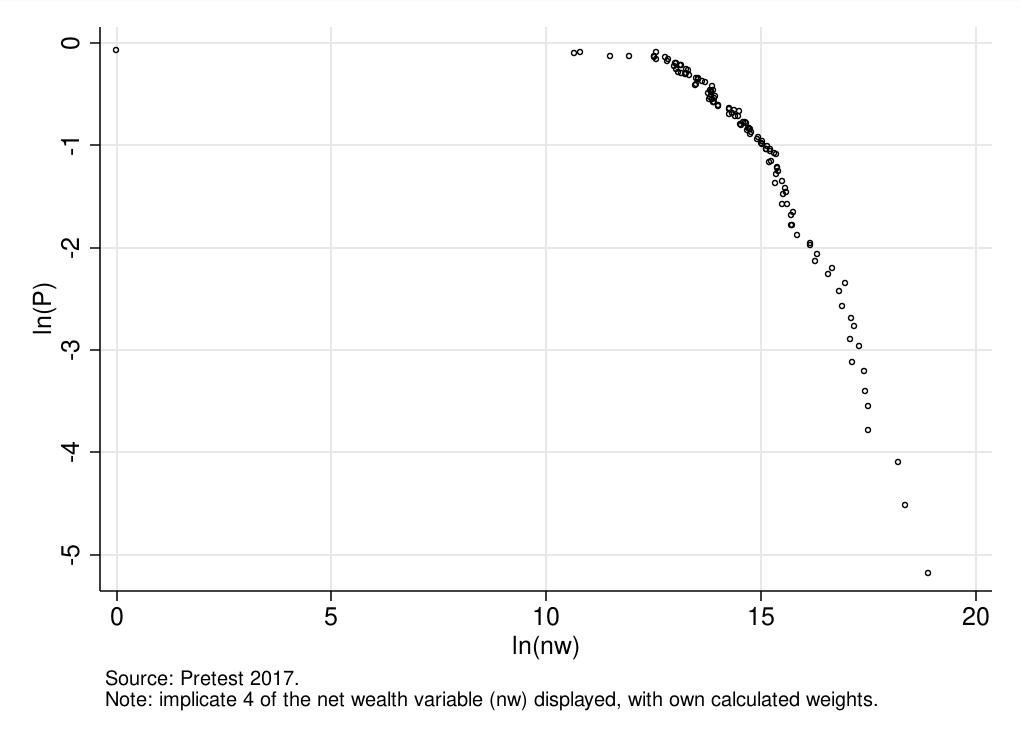 0
-1
-2
-3
-4
-5
ln(P)
0 5 10 15 20
ln(nw)
Source: Pretest 2017.
Note: implicate 4 of the net wealth variable (nw) displayed, with own calculated weights.